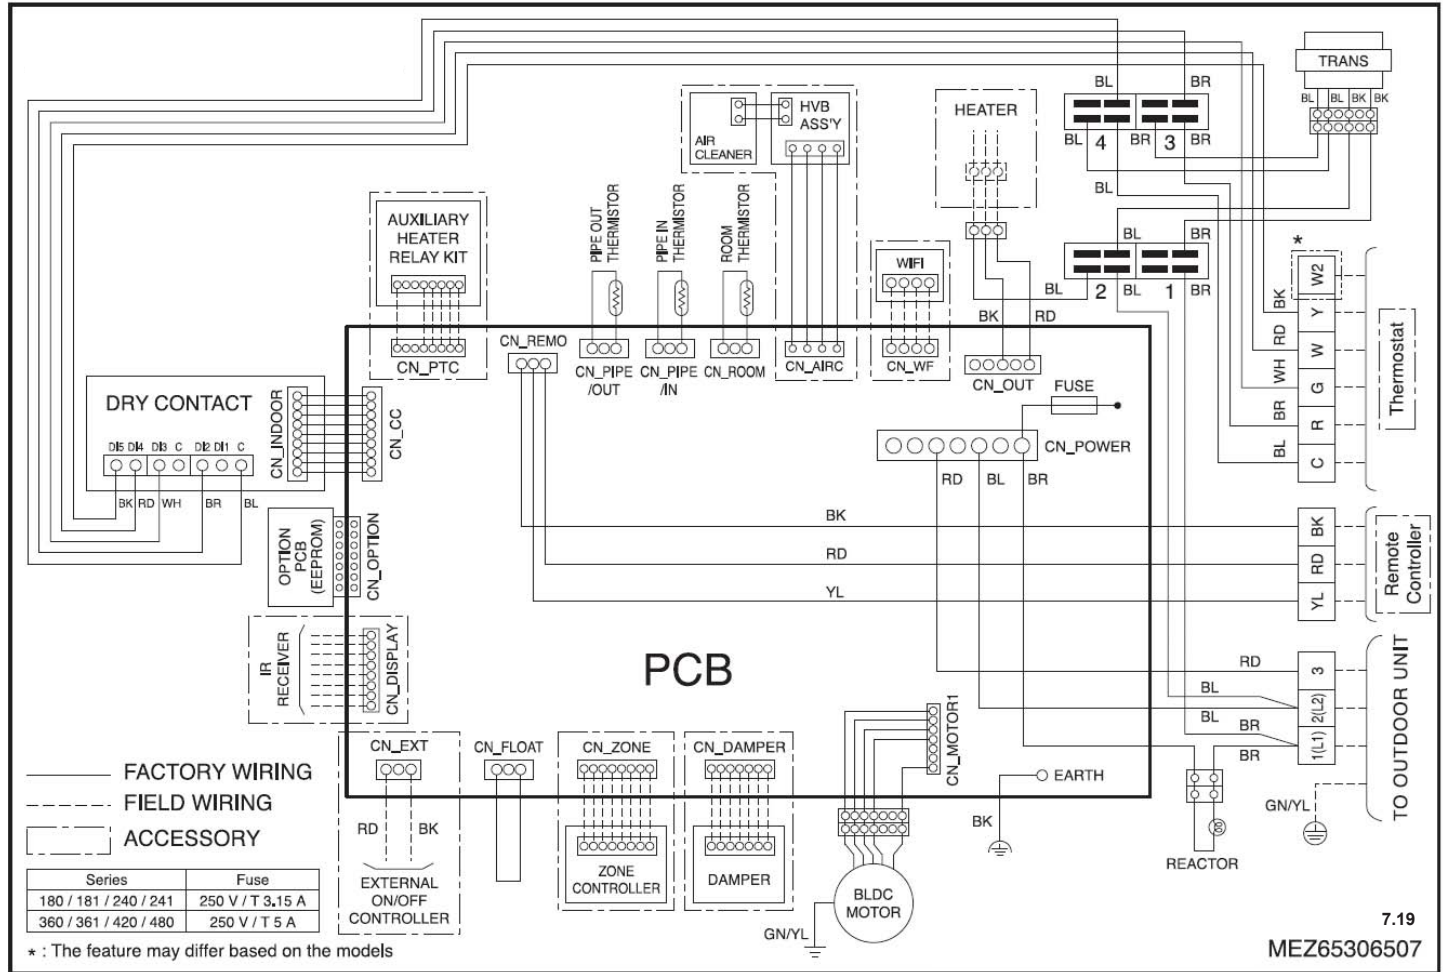 TRANS
BL BL BK BK
BL BR
BL 4 BR 3
BL
BL BR
BL 2 BL 1 BR
HEATER
BK RD
AIR
CLEANER
HVB
ASS'Y
AUXILIARY
HEATER
RELAY KIT
CN_PTC
PIPE OUT
THERMISTOR
PIPE IN
THERMISTOR
ROOM
THERMISTOR
CN_REMO
CN_PIPE
/OUT
CN_PIPE
/IN
CN_ROOM
CN_AIRC
WIFI
CN_WF
CN_OUT
FUSE
CN_POWER
RD BL BR
*
W2
Y
W
G
R
C
BK
RD
WH
BR
BL
Thermostat
DRY CONTACT
DI5 DI4 DI3 C DI2 DI1 C
BK RD WH BR BL
CN_INDOOR
CN_CC
OPTION
PCB
(EEPROM)
CN_OPTION
BK
RD
YL
BK
RD
YL
Remote
Controller
IR
RECEIVER
CN_DISPLAY
PCB
RD
BL
BL
BR
BR
3
2(L2)
1(L1)
TO OUTDOOR UNIT
GN/YL
REACTOR
CN_EXT
RD BK
EXTERNAL
ON/OFF
CONTROLLER
CN_FLOAT
CN_ZONE
ZONE
CONTROLLER
CN_DAMPER
DAMPER
CN_MOTOR1
BLDC
MOTOR
GN/YL
EARTH
BK
FACTORY WIRING
FIELD WIRING
ACCESSORY
Series Fuse
180 / 181 / 240 / 241 250 V / T 3.15 A
360 / 361 / 420 / 480 250 V / T 5 A
* : The feature may differ based on the models
7.19
MEZ65306507